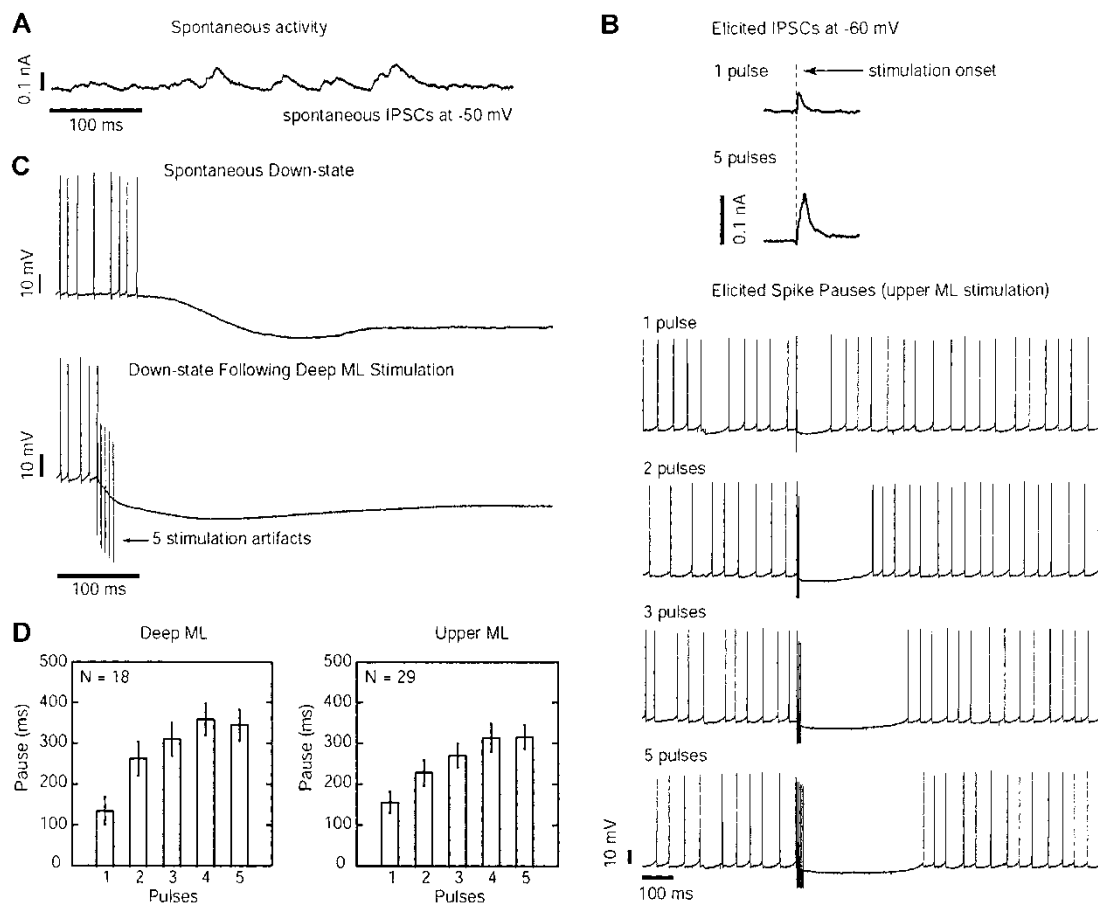 A
Spontaneous activity
0.1 nA
100 ms
spontaneous IPSCs at -50 mV
B
Elicited IPSCs at -60 mV
1 pulse
stimulation onset
5 pulses
0.1 nA
Elicited Spike Pauses (upper ML stimulation)
1 pulse
2 pulses
3 pulses
5 pulses
10 mV
100 ms
C
Spontaneous Down-state
10 mV
Down-state Following Deep ML Stimulation
10 mV
5 stimulation artifacts
100 ms
D
Deep ML
N = 18
Pause (ms)
500
400
300
200
100
0
1 2 3 4 5
Pulses
Upper ML
N = 29
Pause (ms)
500
400
300
200
100
0
1 2 3 4 5
Pulses